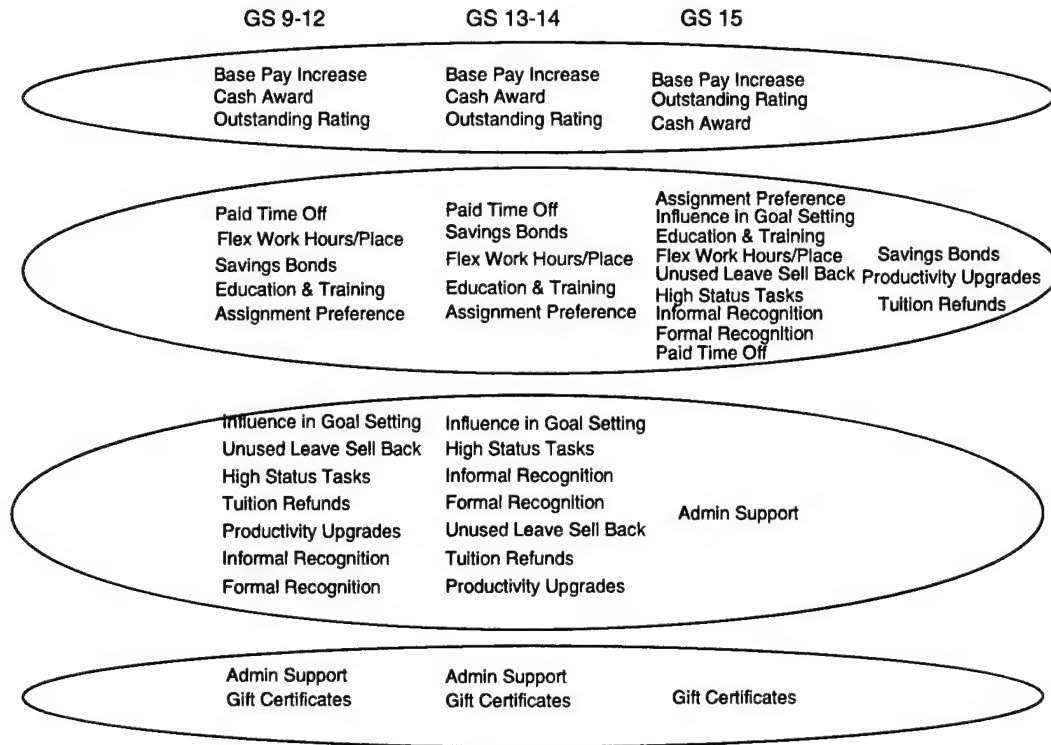 GS 9-12
GS 13-14
GS 15
Base Pay Increase
Cash Award
Outstanding Rating
Base Pay Increase
Cash Award
Outstanding Rating
Base Pay Increase
Outstanding Rating
Cash Award
Paid Time Off
Flex Work Hours/Place
Savings Bonds
Education & Training
Assignment Preference
Paid Time Off
Savings Bonds
Flex Work Hours/Place
Education & Training
Assignment Preference
Assignment Preference
Influence in Goal Setting
Education & Training
Flex Work Hours/Place
Unused Leave Sell Back
High Status Tasks
Informal Recognition
Formal Recognition
Paid Time Off
Savings Bonds
Productivity Upgrades
Tuition Refunds
Influence in Goal Setting
Unused Leave Sell Back
High Status Tasks
Tuition Refunds
Productivity Upgrades
Informal Recognition
Formal Recognition
Influence in Goal Setting
High Status Tasks
Informal Recognition
Formal Recognition
Unused Leave Sell Back
Tuition Refunds
Productivity Upgrades
Admin Support
Admin Support
Gift Certificates
Admin Support
Gift Certificates
Gift Certificates